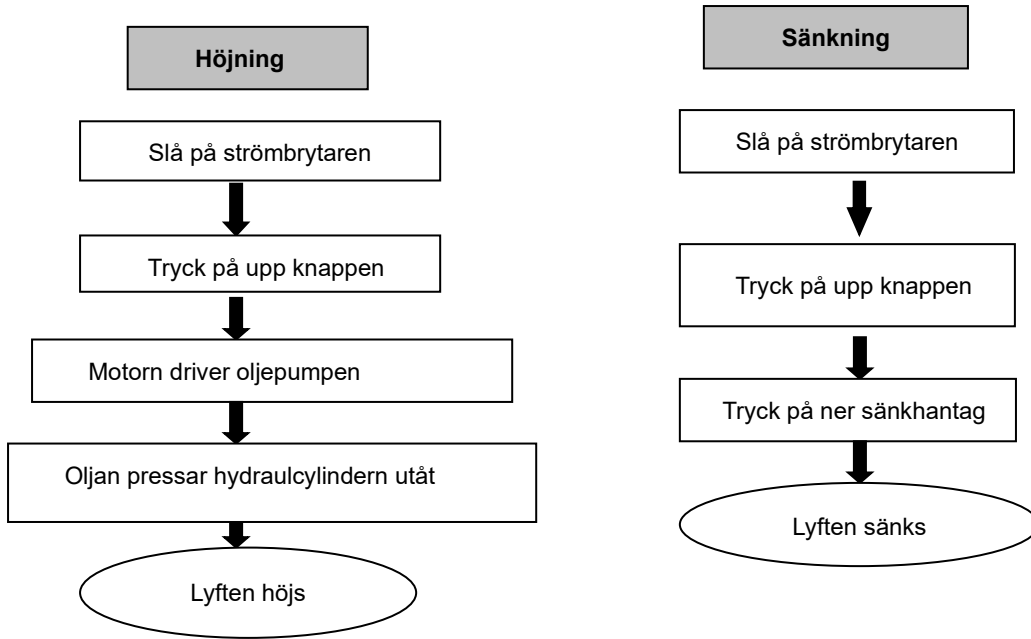 Höjning
Slå på strömbrytaren
Tryck på upp knappen
Motorn driver oljepumpen
Oljan pressar hydraulcylindern utåt
Lyften höjs
Sänkning
Slå på strömbrytaren
Tryck på upp knappen
Tryck på ner sänkhantag
Lyften sänks